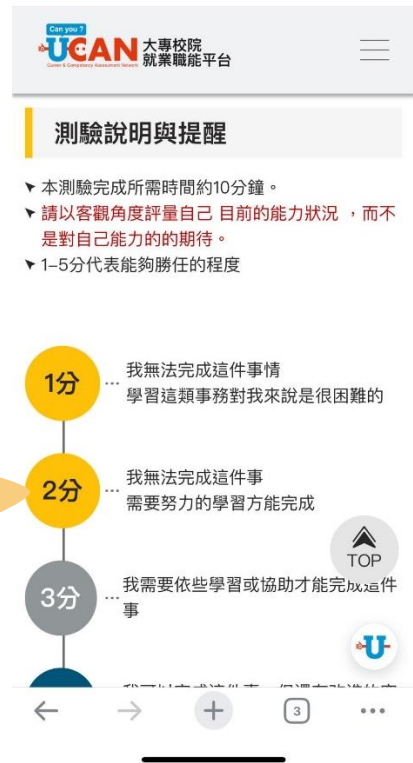 Can you ?
UCAN 大專校院
就業職能平台
Career & Competency Assessment Network
測驗說明與提醒
本測驗完成所需時間約10分鐘。
請以客觀角度評量自己 目前的能力狀況 ，而不
是對自己能力的的期待。
1–5分代表能夠勝任的程度
1分
我無法完成這件事情
學習這類事務對我來說是很困難的
2分
我無法完成這件事
需要努力的學習方能完成
TOP
3分
我需要依些學習或協助才能完成這件
事
U
3